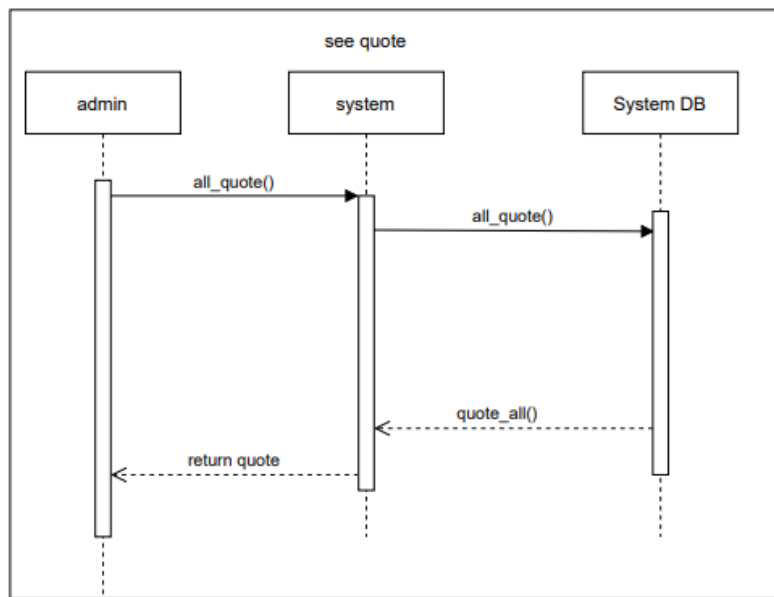 see quote
admin
system
System DB
all_quote()
all_quote()
quote_all()
return quote